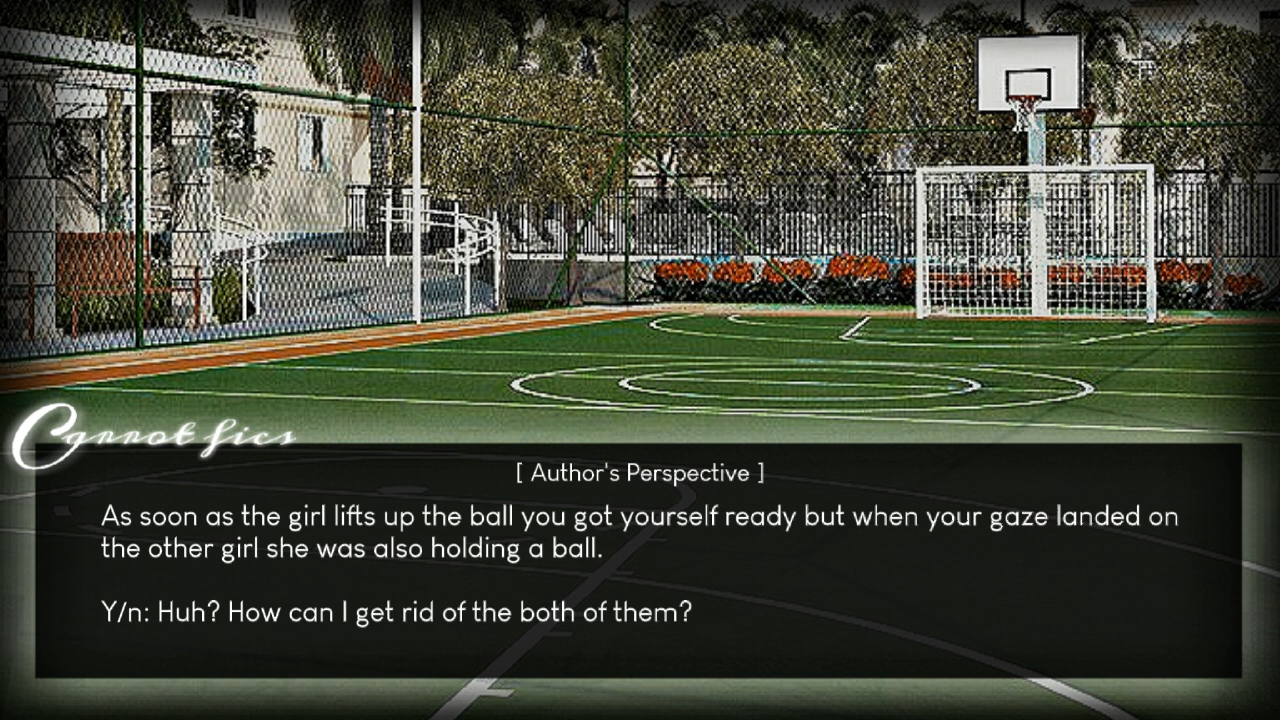 Carrot fics
[ Author's Perspective ]
As soon as the girl lifts up the ball you got yourself ready but when your gaze landed on
the other girl she was also holding a ball.
Y/n: Huh? How can I get rid of the both of them?